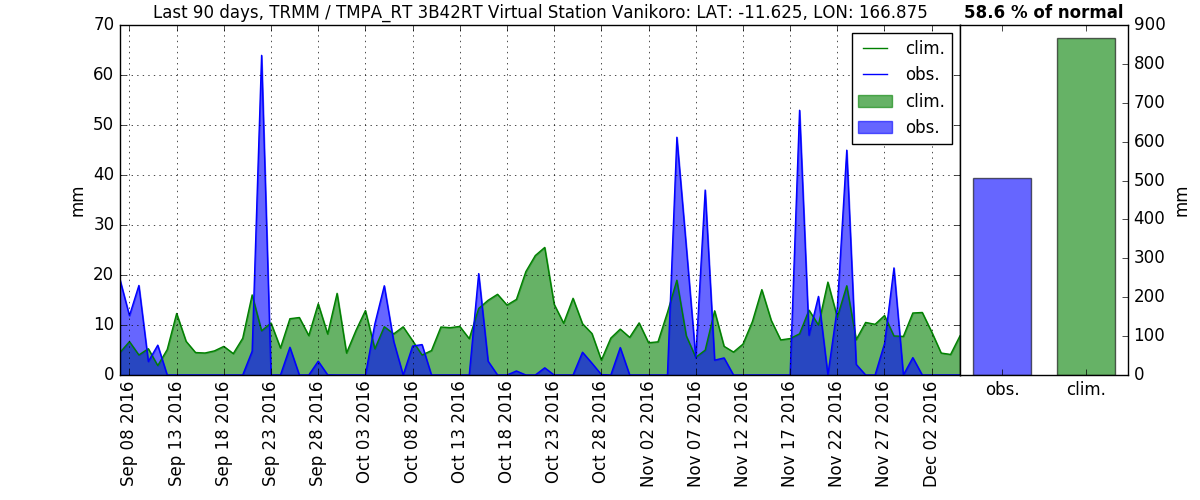 Last 90 days, TRMM / TMPA_RT 3B42RT Virtual Station Vanikoro: LAT: -11.625, LON: 166.875
58.6 % of normal
70
60
50
40
30
20
10
0
mm
clim.
obs.
clim.
obs.
Sep 08 2016
Sep 13 2016
Sep 18 2016
Sep 23 2016
Sep 28 2016
Oct 03 2016
Oct 08 2016
Oct 13 2016
Oct 18 2016
Oct 23 2016
Oct 28 2016
Nov 02 2016
Nov 07 2016
Nov 12 2016
Nov 17 2016
Nov 22 2016
Nov 27 2016
Dec 02 2016
900
800
700
600
500
400
300
200
100
0
mm
obs.
clim.